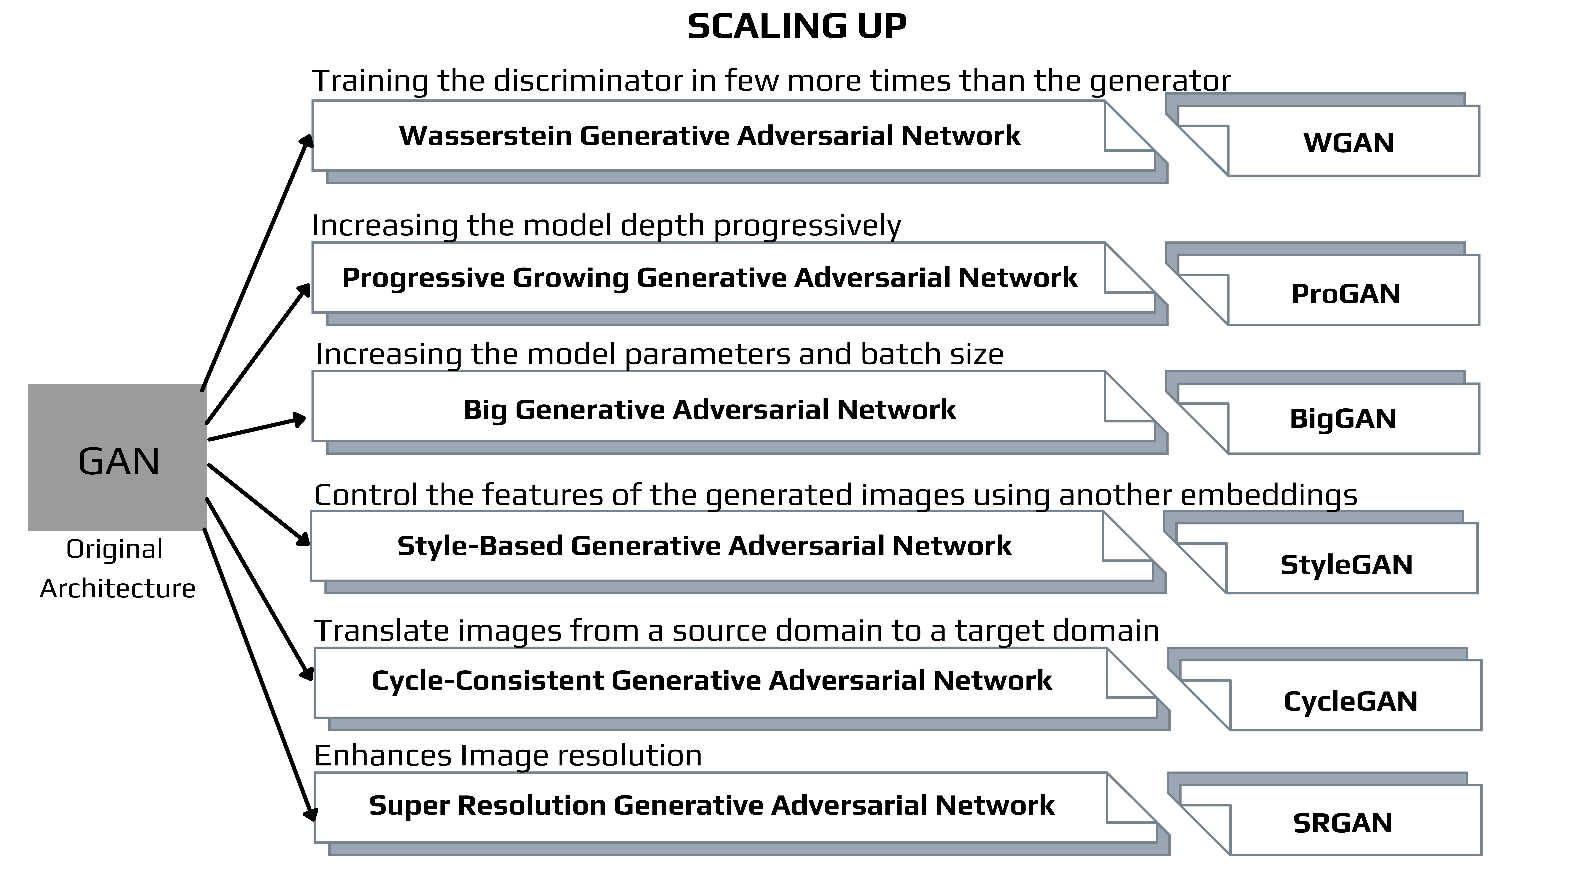 SCALING UP
Training the discriminator in few more times than the generator
Wasserstein Generative Adversarial Network
WGAN
Increasing the model depth progressively
Progressive Growing Generative Adversarial Network
ProGAN
Increasing the model parameters and batch size
Big Generative Adversarial Network
BigGAN
GAN
Original
Architecture
Control the features of the generated images using another embeddings
Style-Based Generative Adversarial Network
StyleGAN
Translate images from a source domain to a target domain
Cycle-Consistent Generative Adversarial Network
CycleGAN
Enhances Image resolution
Super Resolution Generative Adversarial Network
SRGAN